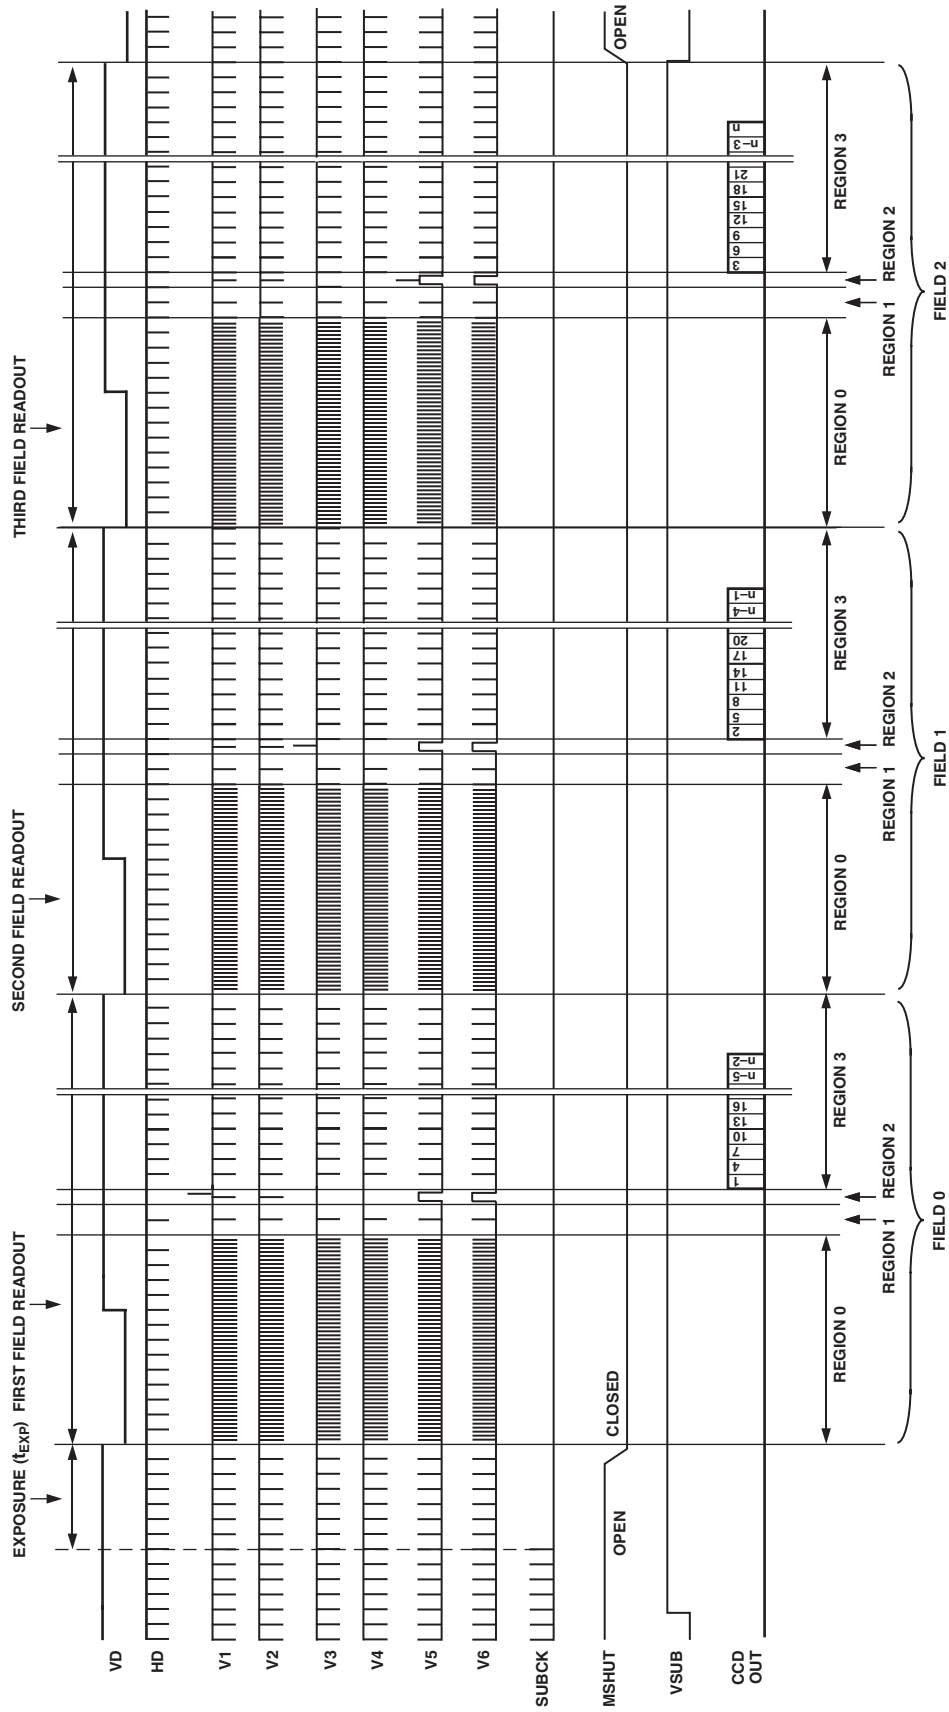 EXPOSURE (tEXP)
FIRST FIELD READOUT
SECOND FIELD READOUT
THIRD FIELD READOUT
VD
HD
V1
V2
V3
V4
V5
V6
SUBCK
MSHUT
OPEN
CLOSED
OPEN
VSUB
CCD
OUT
1
4
7
10
13
16
n–5
n–2
2
5
8
11
14
17
20
n–4
n–1
3
6
9
12
15
18
21
n–3
n
REGION 0
REGION 1
REGION 2
REGION 3
REGION 0
REGION 1
REGION 2
REGION 3
REGION 0
REGION 1
REGION 2
REGION 3
FIELD 0
FIELD 1
FIELD 2